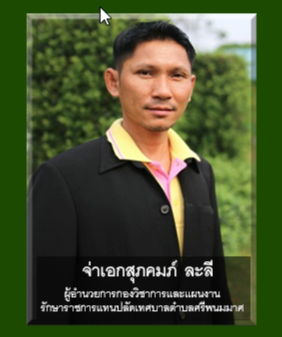 จ่าเอกสุภคมภ์ ละลี
ผู้อำนวยการกองวิชาการและแผนงาน
รักษาราชการแทนปลัดเทศบาลตำบลศรีพนมมาศ